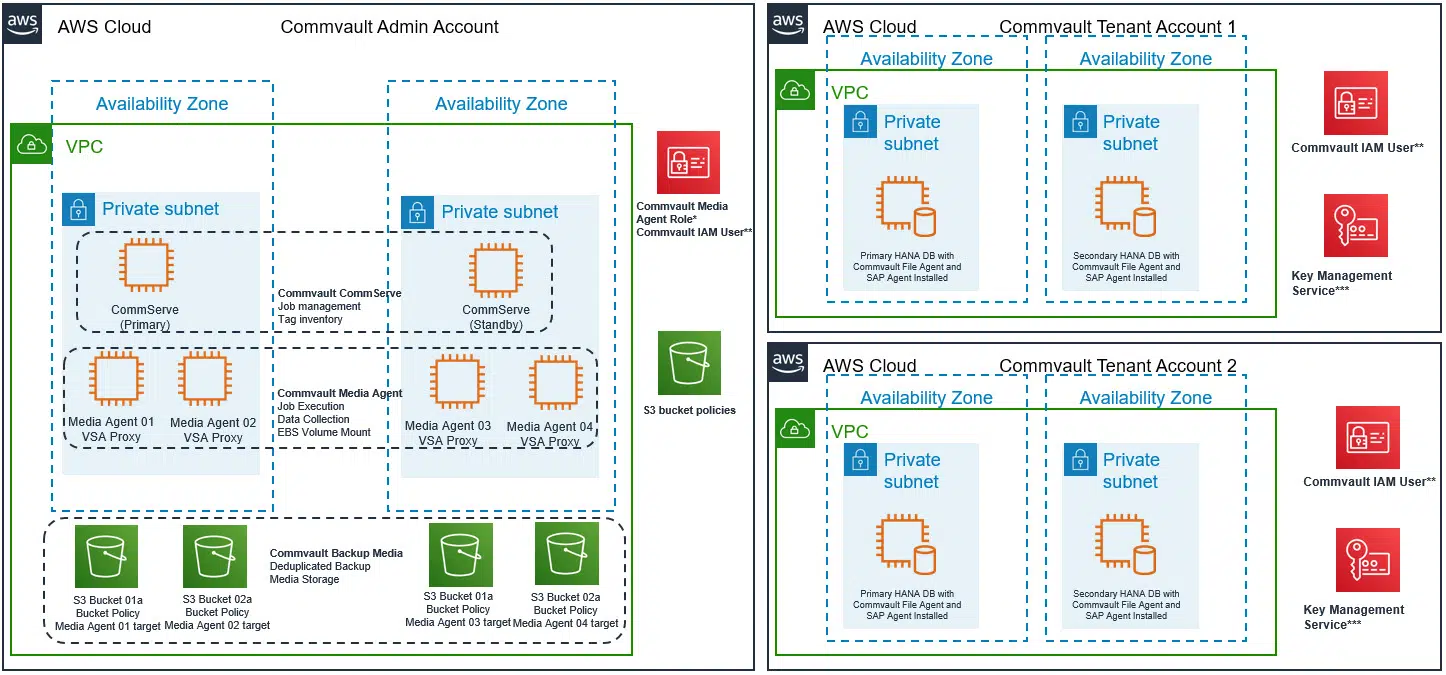 aws
AWS Cloud
Commvault Admin Account
Availability Zone
Availability Zone
VPC
Private subnet
Private subnet
CommServe
(Primary)
Commvault CommServe
Job management
Tag inventory
CommServe
(Standby)
Media Agent 01
VSA Proxy
Media Agent 02
VSA Proxy
Commvault Media Agent
Job Execution
Data Collection
EBS Volume Mount
Media Agent 03
VSA Proxy
Media Agent 04
VSA Proxy
S3 Bucket 01a
Bucket Policy
Media Agent 01 target
S3 Bucket 02a
Bucket Policy
Media Agent 02 target
Commvault Backup Media
Deduplicated Backup
Media Storage
S3 Bucket 01a
Bucket Policy
Media Agent 03 target
S3 Bucket 02a
Bucket Policy
Media Agent 04 target
Commvault Media
Agent Role*
Commvault IAM User**
S3 bucket policies
aws
AWS Cloud
Commvault Tenant Account 1
Availability Zone
Availability Zone
VPC
Private
subnet
Private
subnet
Primary HANA DB with
Commvault File Agent and
SAP Agent Installed
Secondary HANA DB with
Commvault File Agent and
SAP Agent Installed
Commvault IAM User**
Key Management
Service***
aws
AWS Cloud
Commvault Tenant Account 2
Availability Zone
Availability Zone
VPC
Private
subnet
Private
subnet
Primary HANA DB with
Commvault File Agent and
SAP Agent Installed
Secondary HANA DB with
Commvault File Agent and
SAP Agent Installed
Commvault IAM User**
Key Management
Service***